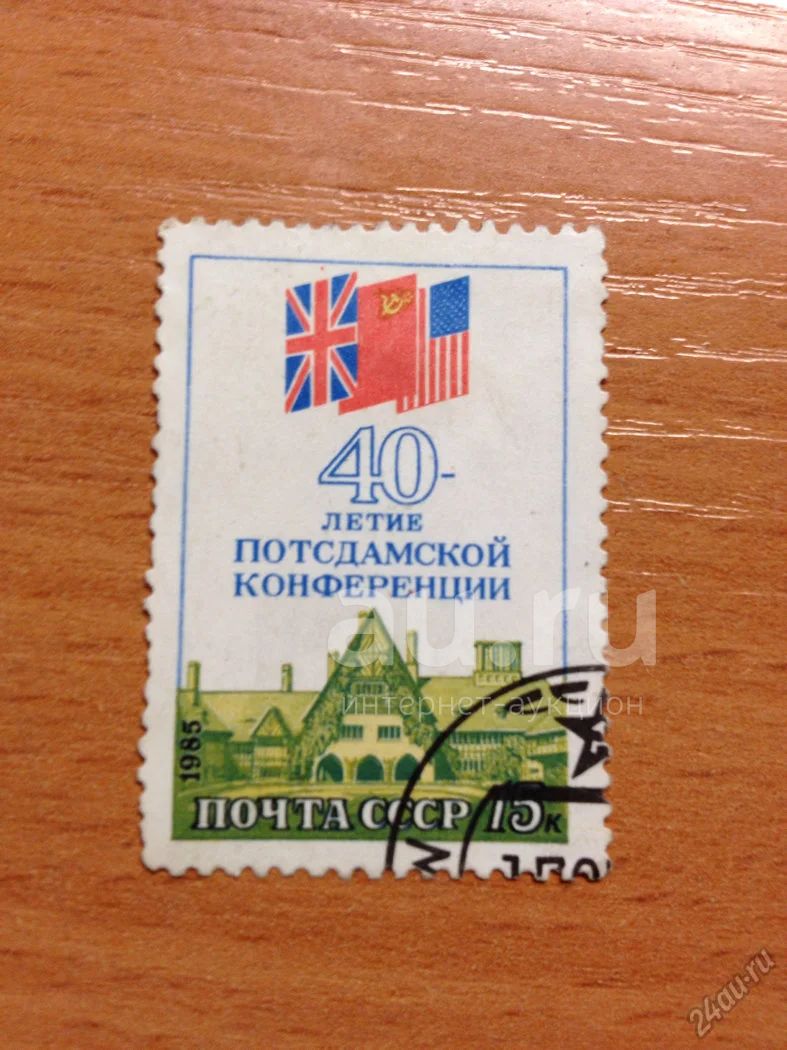 40-
ЛЕТИЕ
ПОТСДАМСКОЙ
КОНФЕРЕНЦИИ
au.ru
интернет-аукцион
1985
ПОЧТА СССР 15к
24au.ru